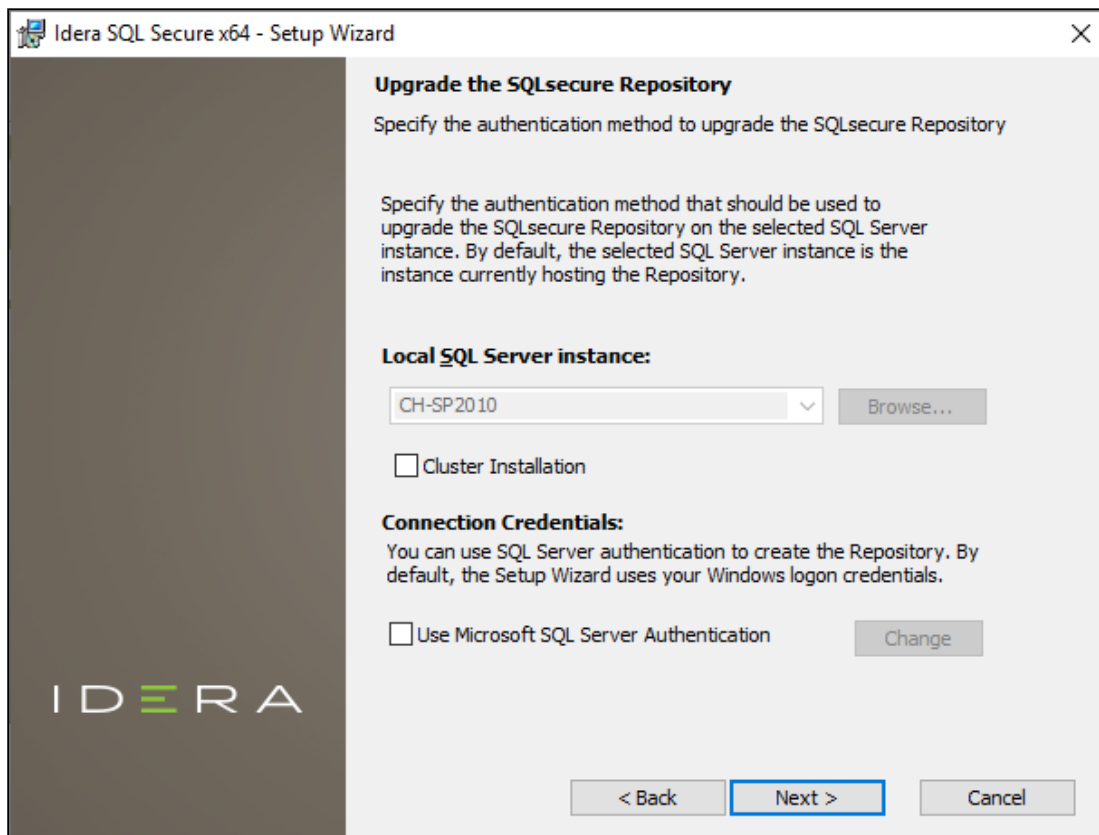 Idera SQL Secure x64 - Setup Wizard
Upgrade the SQLsecure Repository
Specify the authentication method to upgrade the SQLsecure Repository
Specify the authentication method that should be used to
upgrade the SQLsecure Repository on the selected SQL Server
instance. By default, the selected SQL Server instance is the
instance currently hosting the Repository.
Local SQL Server instance:
CH-SP2010
Browse...
Cluster Installation
Connection Credentials:
You can use SQL Server authentication to create the Repository. By
default, the Setup Wizard uses your Windows logon credentials.
Use Microsoft SQL Server Authentication
Change
IDERA
< Back
Next >
Cancel